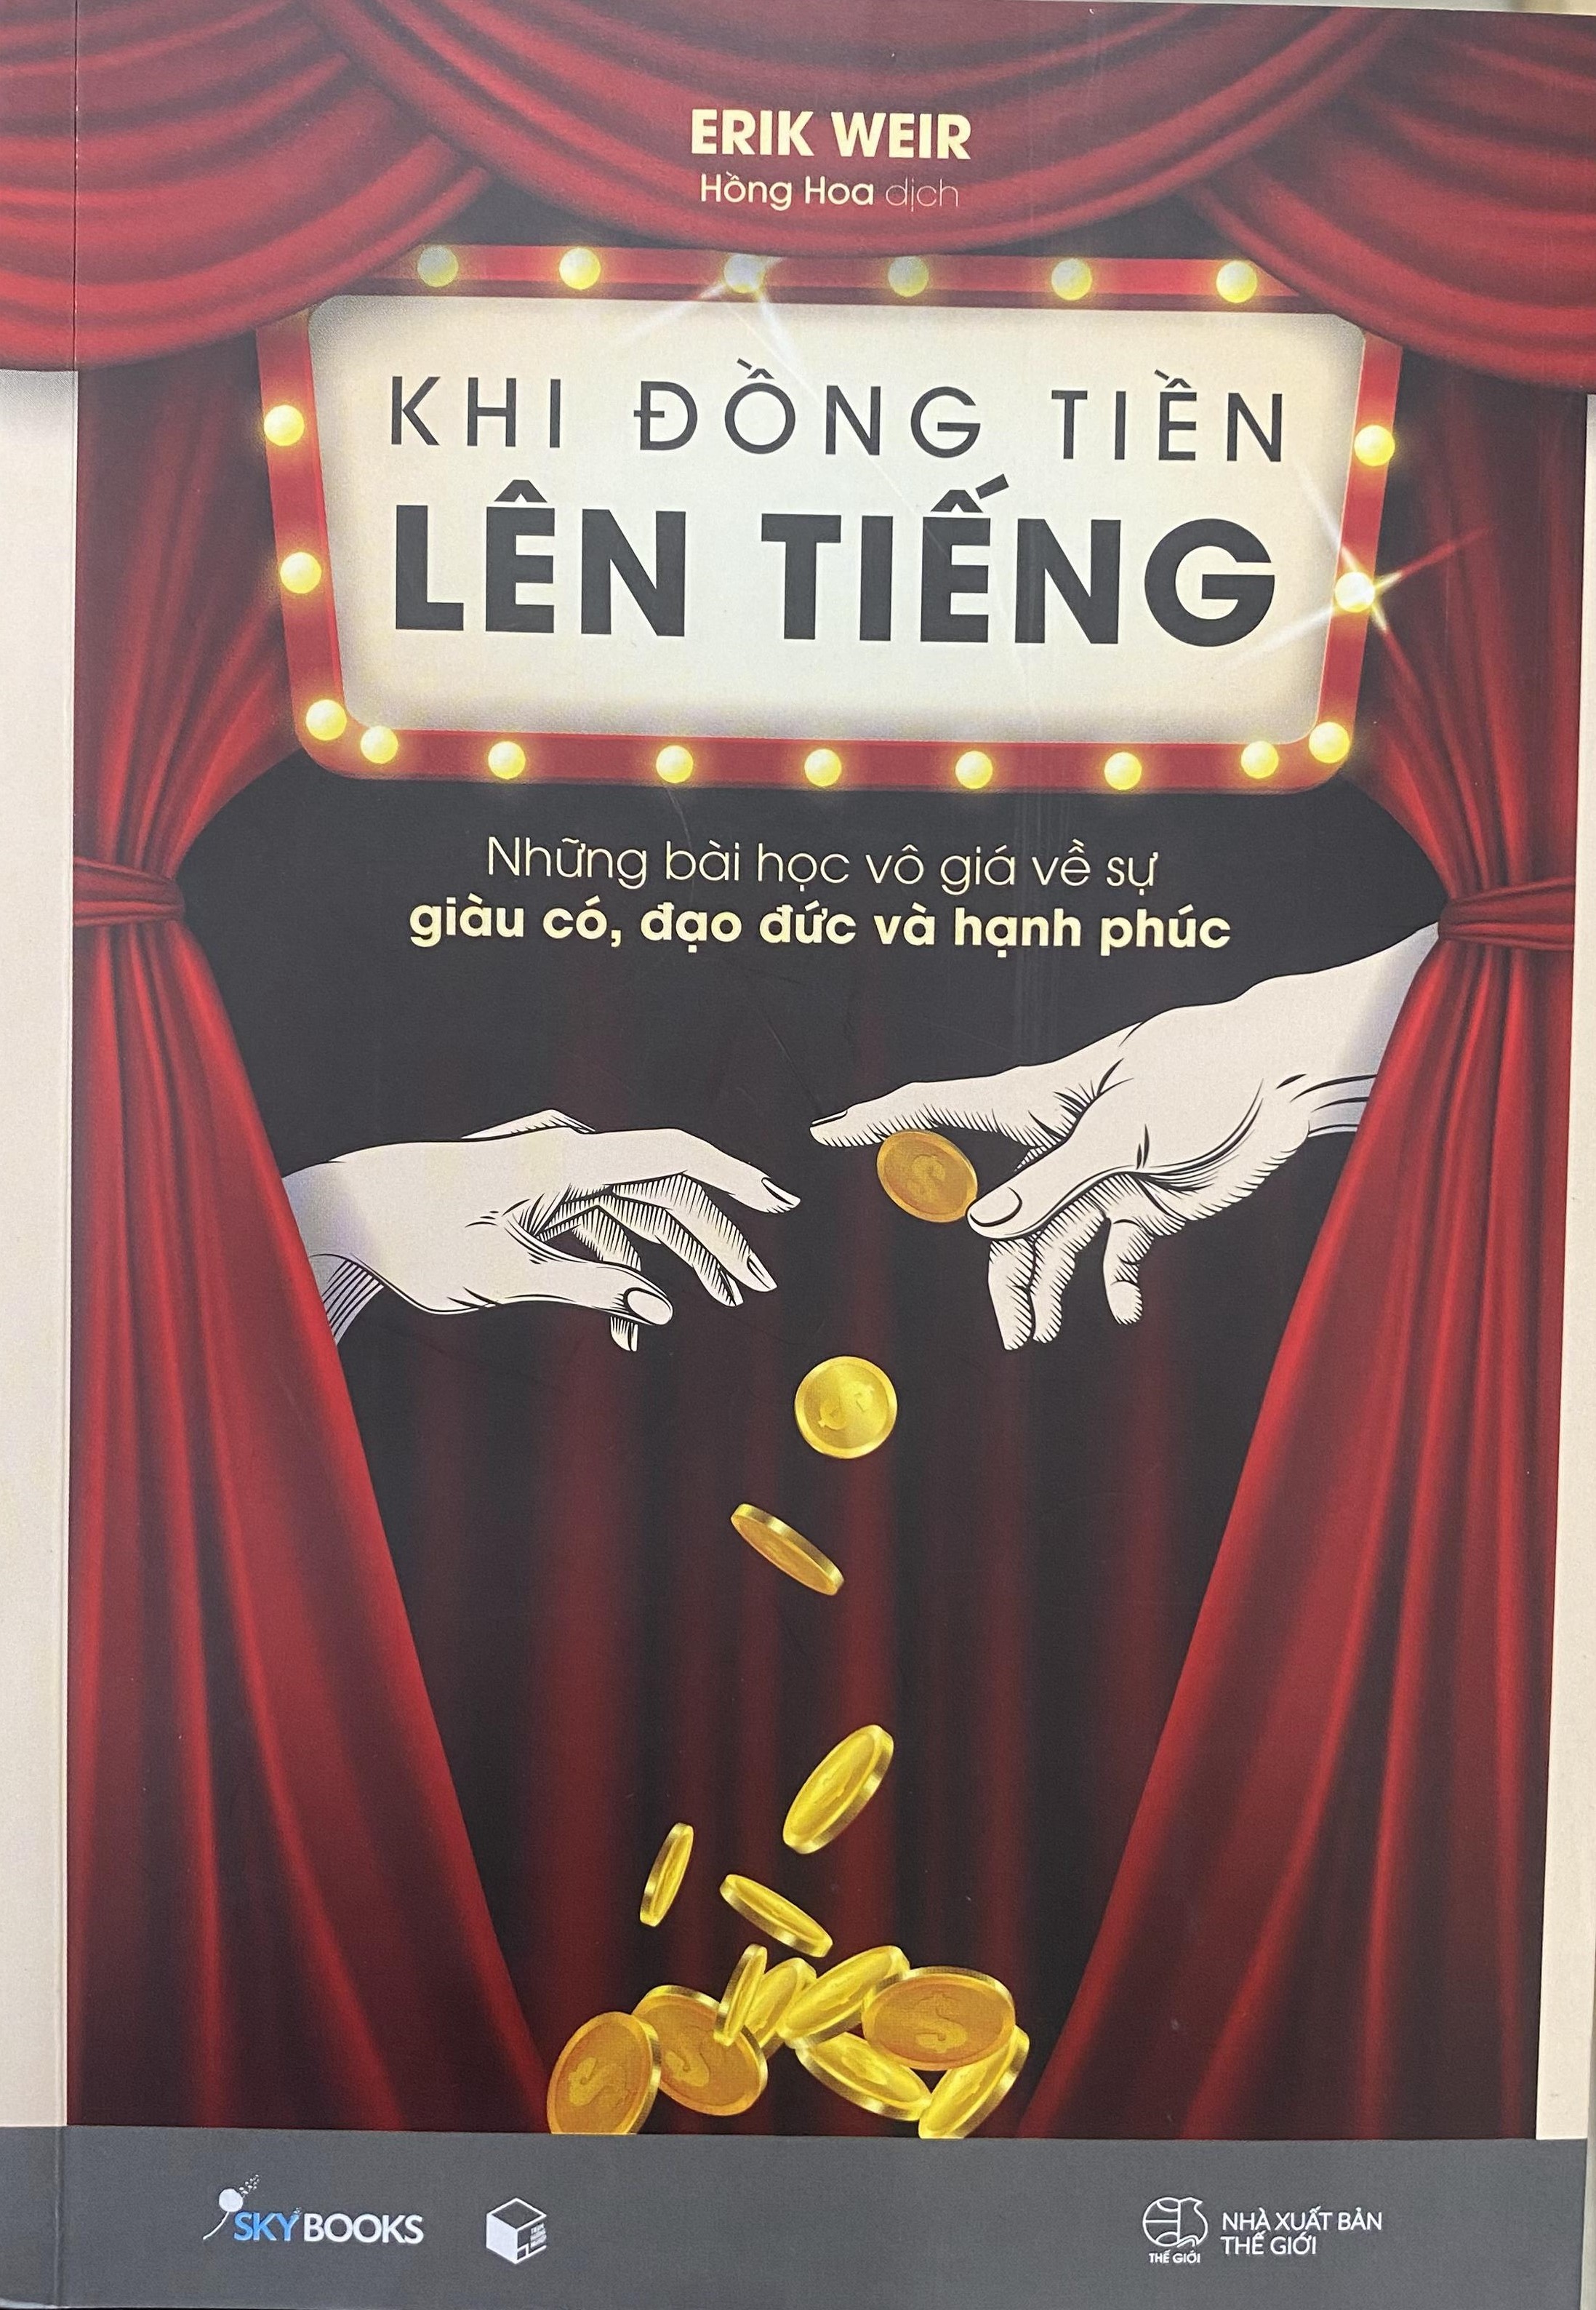 ERIK WEIR
Hồng Hoa dịch
KHI ĐỒNG TIỀN
LÊN TIẾNG
Những bài học vô giá về sự
giàu có, đạo đức và hạnh phúc
SKYBOOKS
THẾ GIỚI
NHÀ XUẤT BẢN
THẾ GIỚI